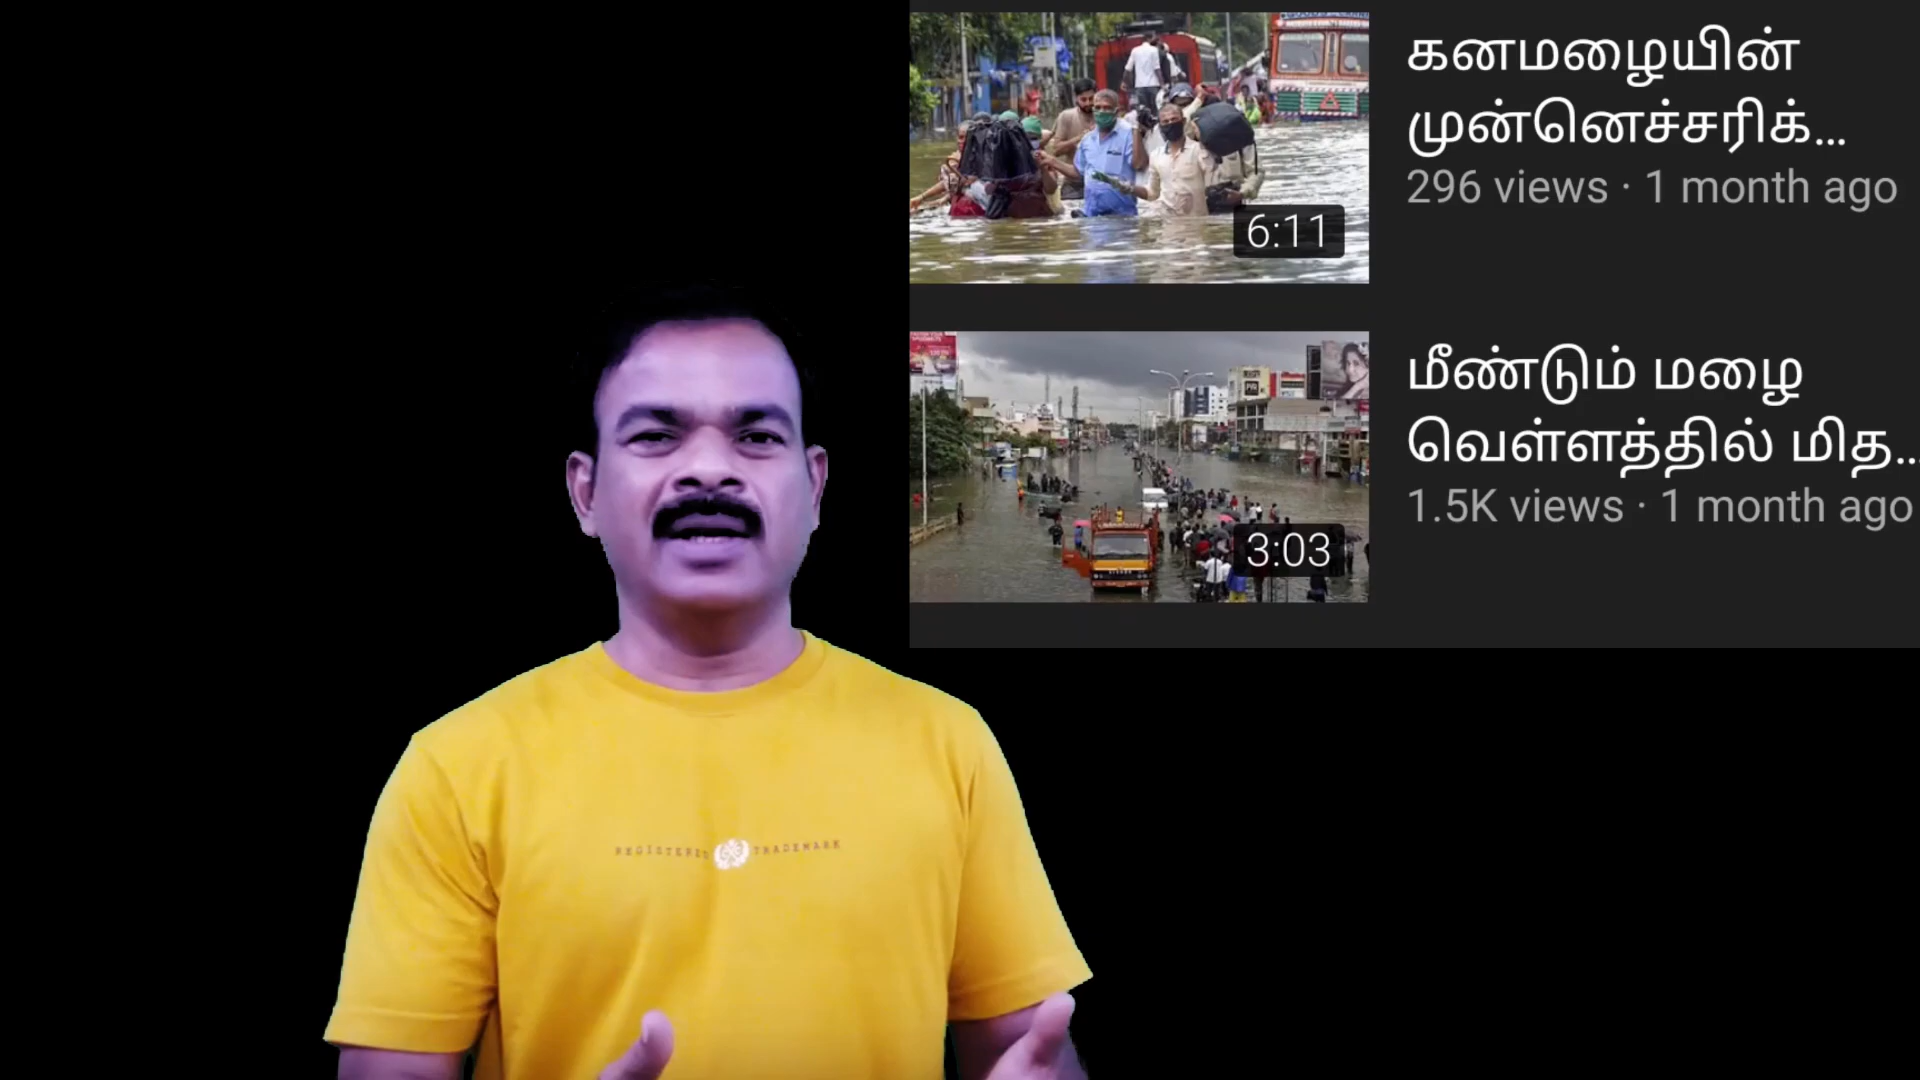 கனமழையின்
முன்னெச்சரிக்...
296 views · 1 month ago
6:11
மீண்டும் மழை
வெள்ளத்தில் மித...
1.5K views · 1 month ago
3:03
REGISTERED TRADEMARK